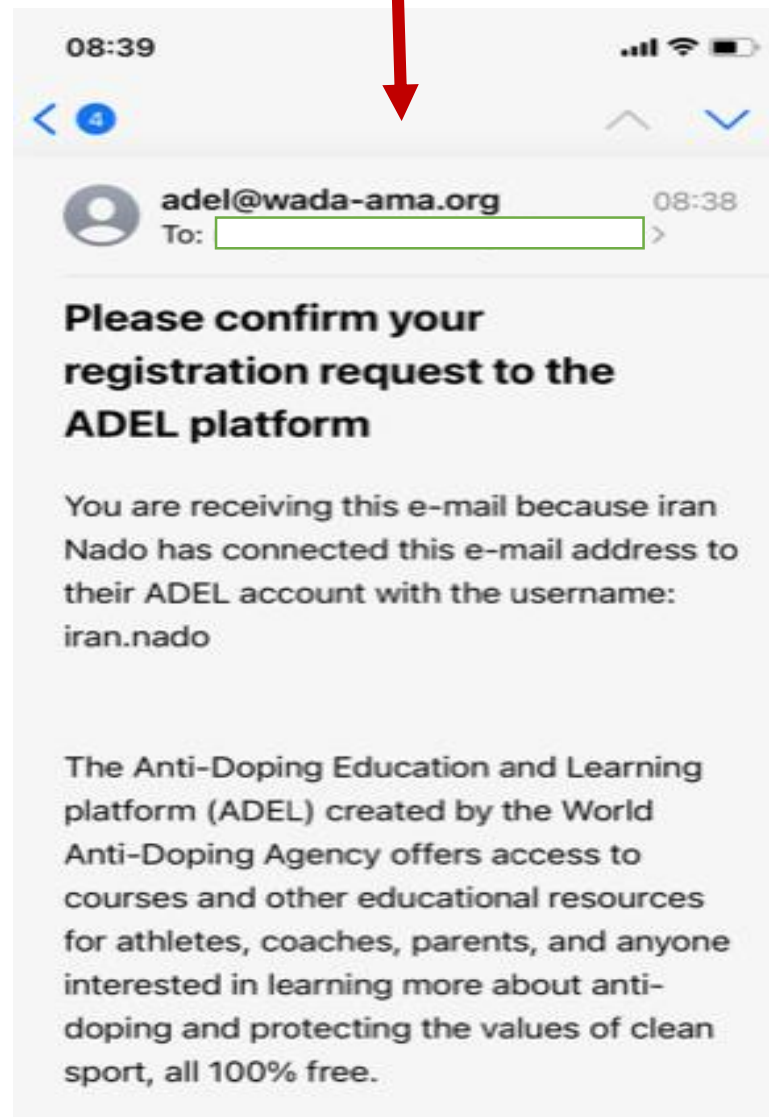 08:39
4
adel@wada-ama.org
08:38
To:
Please confirm your
registration request to the
ADEL platform
You are receiving this e-mail because iran
Nado has connected this e-mail address to
their ADEL account with the username:
iran.nado
The Anti-Doping Education and Learning
platform (ADEL) created by the World
Anti-Doping Agency offers access to
courses and other educational resources
for athletes, coaches, parents, and anyone
interested in learning more about anti-
doping and protecting the values of clean
sport, all 100% free.